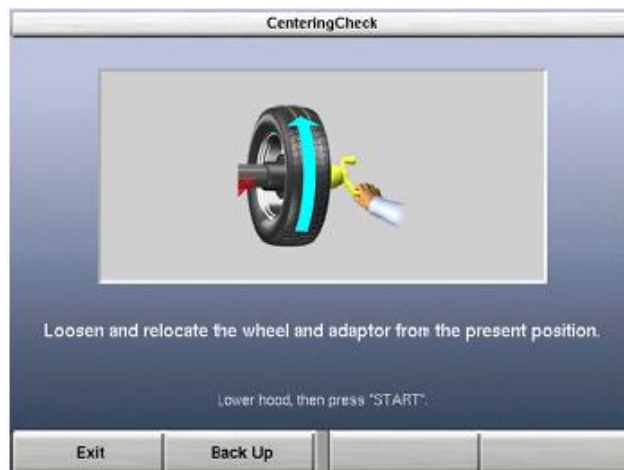 CenteringCheck
Loosen and relocate the wheel and adaptor from the present position.
Lower hood, then press "START".
Exit
Back Up